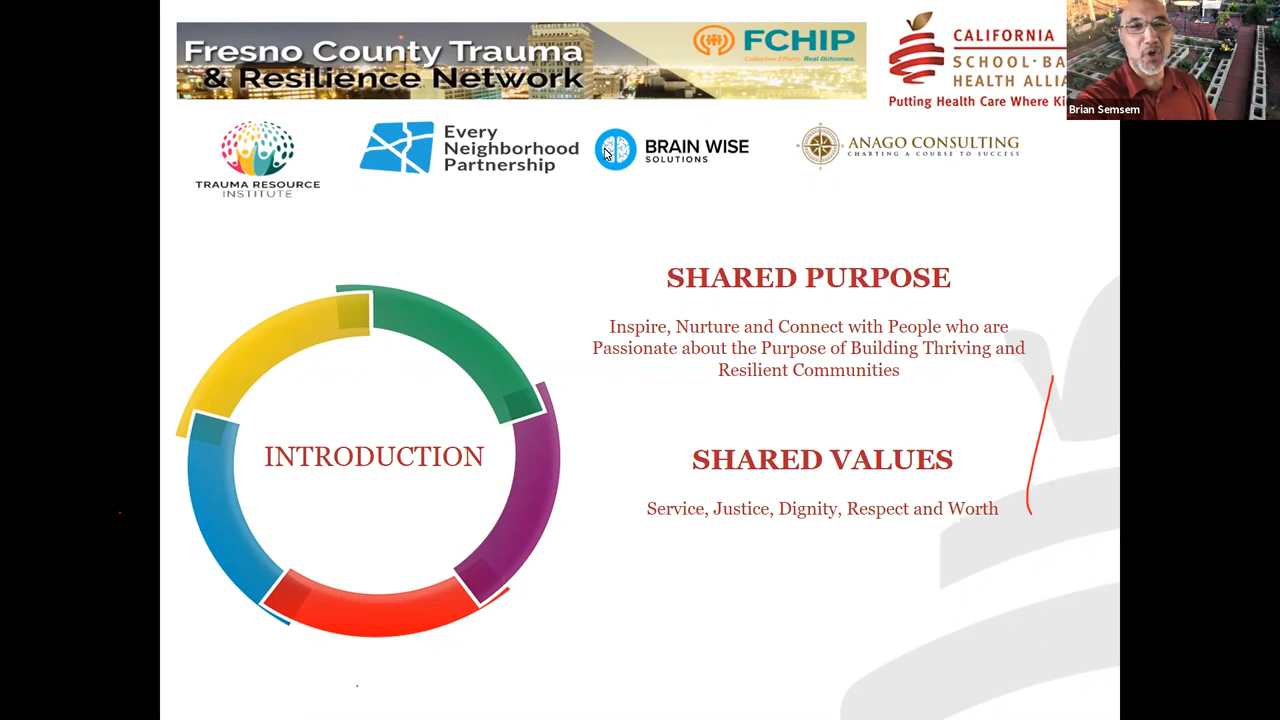 Fresno County Trauma
& Resilience Network
FCHIP
Collective Efforts. Real Outcomes.
CALIFORNIA
SCHOOL·BA
HEALTH ALLIA
Putting Health Care Where Ki
Brian Semsem
TRAUMA RESOURCE
INSTITUTE
Every
Neighborhood
Partnership
BRAIN WISE
SOLUTIONS
ANAGO CONSULTING
CHARTING A COURSE TO SUCCESS
INTRODUCTION
SHARED PURPOSE
Inspire, Nurture and Connect with People who are
Passionate about the Purpose of Building Thriving and
Resilient Communities
SHARED VALUES
Service, Justice, Dignity, Respect and Worth